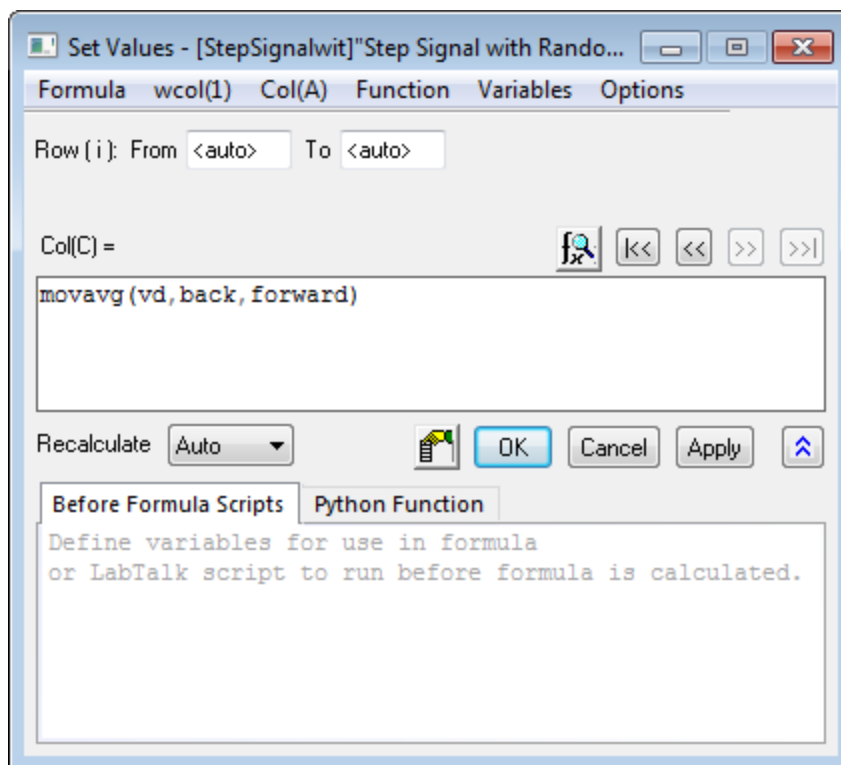 Set Values - [StepSignalwit]"Step Signal with Rando...
Formula wcol(1) Col(A) Function Variables Options
Row ( i ): From <auto> To <auto>
Col(C) =
fx |<< << >> >>|
movavg(vd,back,forward)
Recalculate Auto OK Cancel Apply
Before Formula Scripts Python Function
Define variables for use in formula
or LabTalk script to run before formula is calculated.